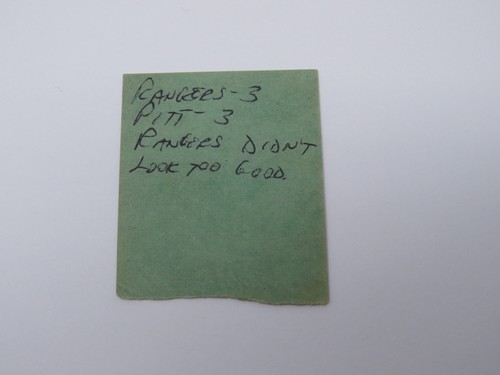 RANGERS-3
PITT-3
RANGERS DIDN'T
LOOK TOO GOOD.